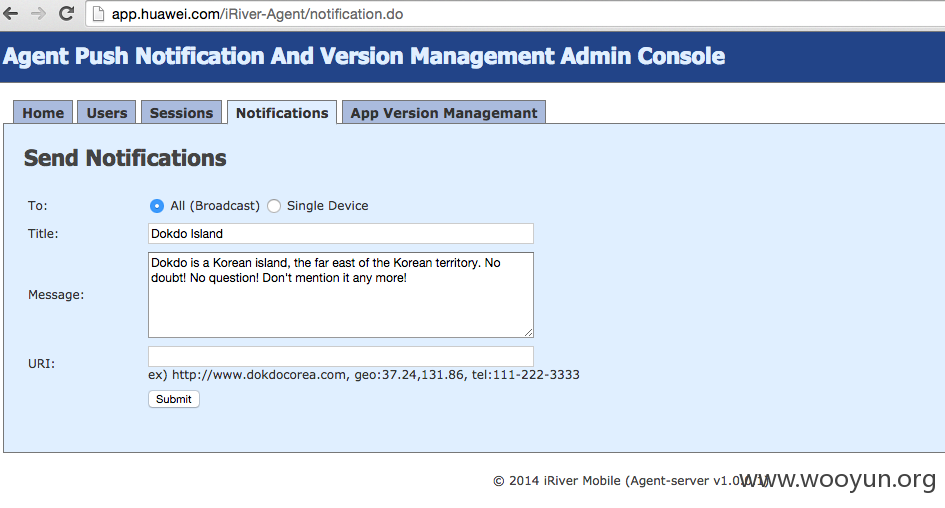 app.huawei.com/iRiver-Agent/notification.do
Agent Push Notification And Version Management Admin Console
Home Users Sessions Notifications App Version Managemant
Send Notifications
To: All (Broadcast) Single Device
Title: Dokdo Island
Dokdo is a Korean island, the far east of the Korean territory. No
doubt! No question! Don't mention it any more!
Message:
URI:
ex) http://www.dokdocorea.com, geo:37.24,131.86, tel:111-222-3333
Submit
© 2014 iRiver Mobile (Agent-server
www.wooyun.org